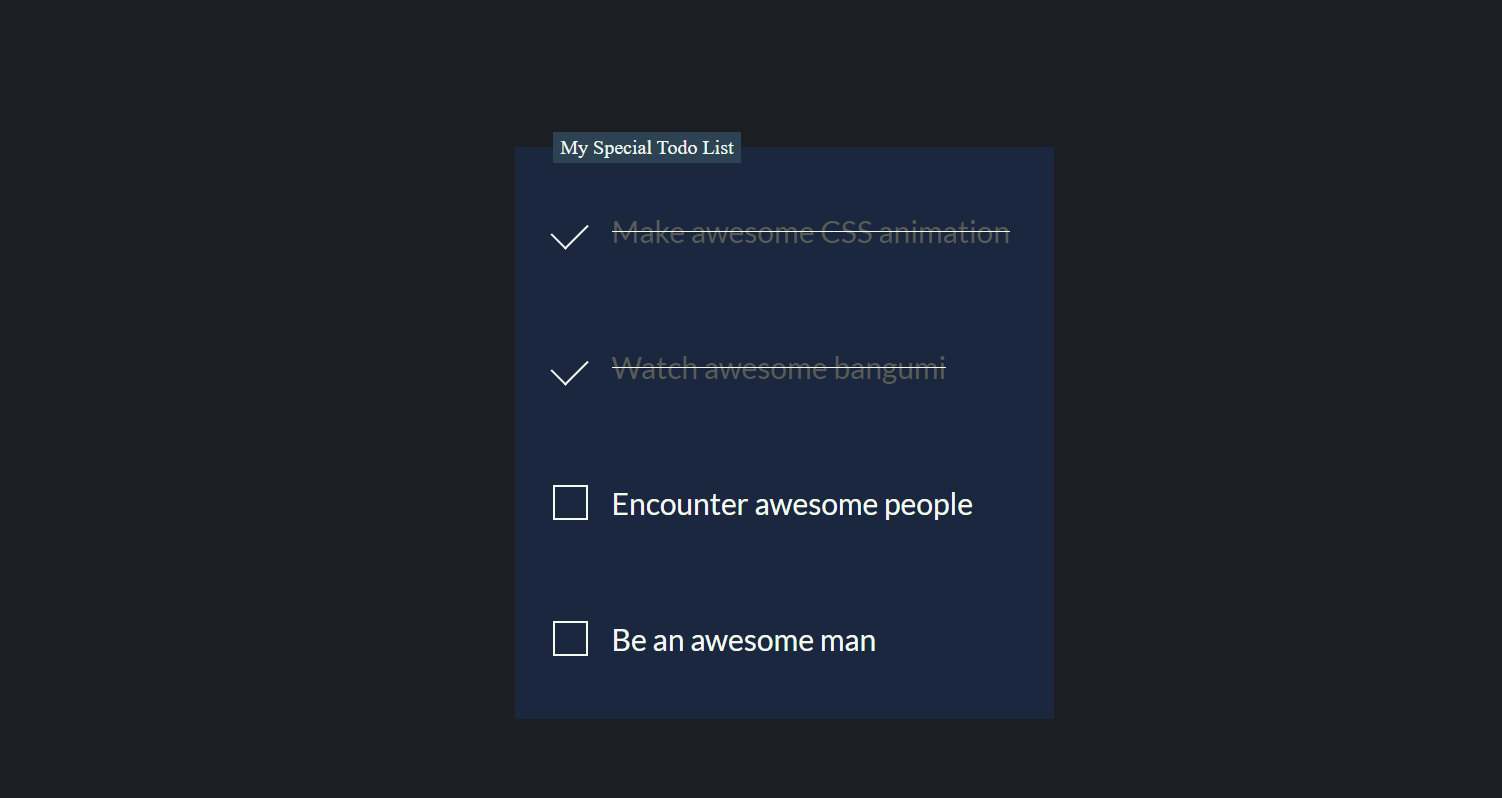 My Special Todo List
Make awesome CSS animation
Watch awesome bangumi
Encounter awesome people
Be an awesome man